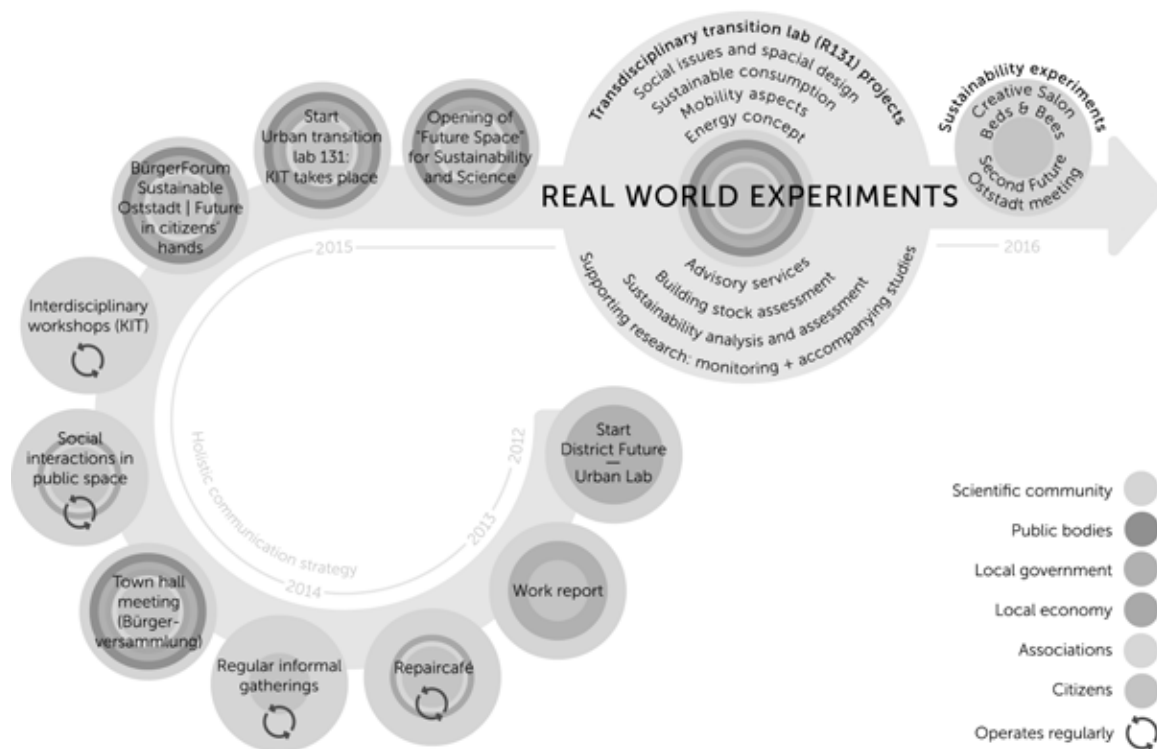 Transdisciplinary transition lab (R131) projects
Social issues and spacial design
Sustainable consumption
Mobility aspects
Energy concept
REAL WORLD EXPERIMENTS
Advisory services
Building stock assessment
Sustainability analysis and assessment
Supporting research: monitoring + accompanying studies
Sustainability experiments
Creative Salon
Beds & Bees
Second Future
Oststadt meeting
Opening of
"Future Space"
for Sustainability
and Science
Start
Urban transition
lab 131:
KIT takes place
BürgerForum
Sustainable
Oststadt | Future
in citizens'
hands
2015
2016
Interdisciplinary
workshops (KIT)
Social
interactions in
public space
Town hall
meeting
(Bürger-
versammlung)
Regular informal
gatherings
Repaircafé
Work report
Start
District Future
—
Urban Lab
Holistic communication strategy
2014
2013
2012
Scientific community
Public bodies
Local government
Local economy
Associations
Citizens
Operates regularly